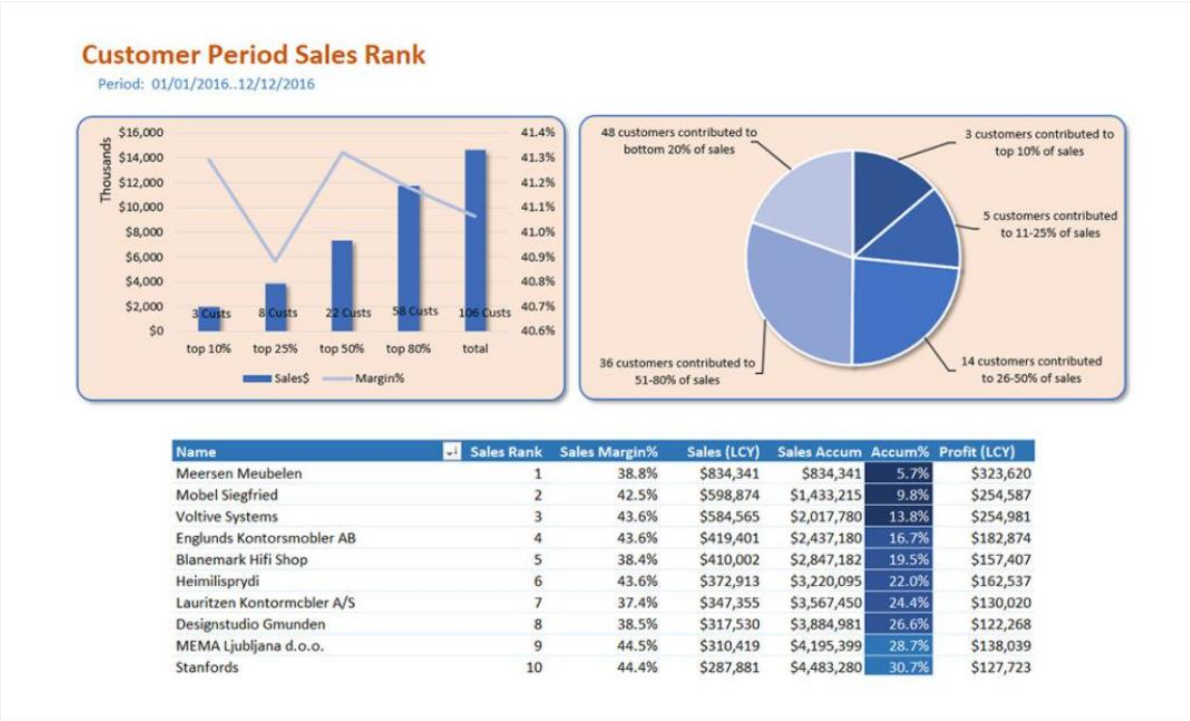 Customer Period Sales Rank
Period: 01/01/2016..12/12/2016
Thousands
$16,000
$14,000
$12,000
$10,000
$8,000
$6,000
$4,000
$2,000
$0
41.4%
41.3%
41.2%
41.1%
41.0%
40.9%
40.8%
40.7%
40.6%
3 Custs 8 Custs 22 Custs 58 Custs 106 Custs
top 10% top 25% top 50% top 80% total
Sales$ Margin%
48 customers contributed to
bottom 20% of sales
3 customers contributed to
top 10% of sales
5 customers contributed
to 11-25% of sales
36 customers contributed to
51-80% of sales
14 customers contributed
to 26-50% of sales
Name Sales Rank Sales Margin% Sales (LCY) Sales Accum Accum% Profit (LCY)
Meersen Meubelen 1 38.8% $834,341 $834,341 5.7% $323,620
Mobel Siegfried 2 42.5% $598,874 $1,433,215 9.8% $254,587
Voltive Systems 3 43.6% $584,565 $2,017,780 13.8% $254,981
Englunds Kontorsmobler AB 4 43.6% $419,401 $2,437,180 16.7% $182,874
Blanemark Hifi Shop 5 38.4% $410,002 $2,847,182 19.5% $157,407
Heimilisprydi 6 43.6% $372,913 $3,220,095 22.0% $162,537
Lauritzen Kontormcbler A/S 7 37.4% $347,355 $3,567,450 24.4% $130,020
Designstudio Gmunden 8 38.5% $317,530 $3,884,981 26.6% $122,268
MEMA Ljubljana d.o.o. 9 44.5% $310,419 $4,195,399 28.7% $138,039
Stanfords 10 44.4% $287,881 $4,483,280 30.7% $127,723